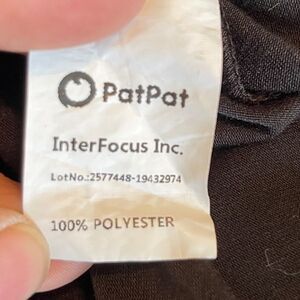 PatPat
InterFocus Inc.
LotNo.:2577448-19432974
100% POLYESTER